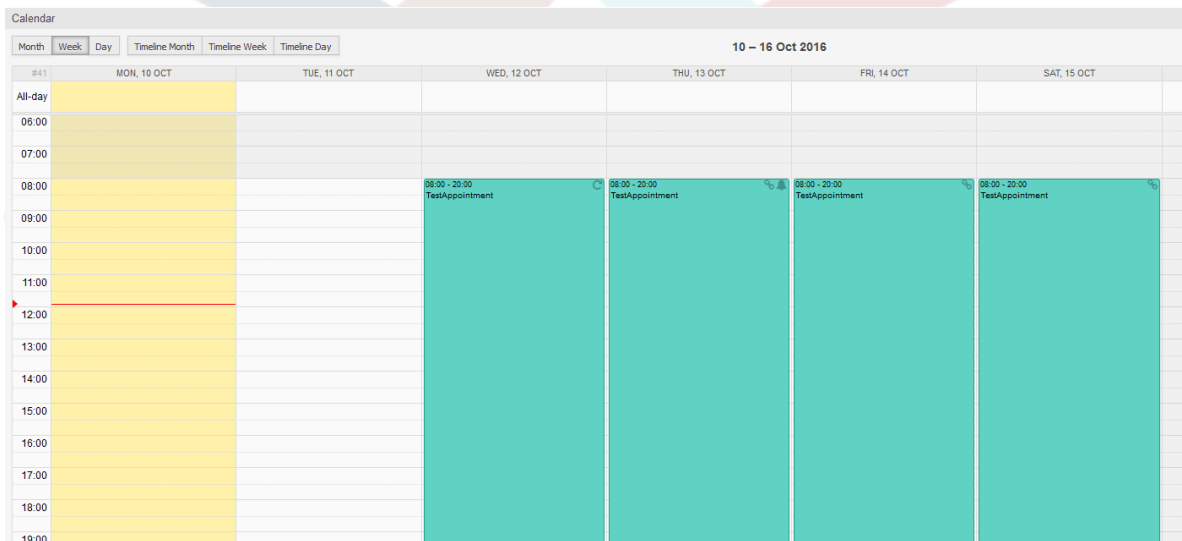 Calendar
Month Week Day Timeline Month Timeline Week Timeline Day 10 – 16 Oct 2016
#41 MON, 10 OCT TUE, 11 OCT WED, 12 OCT THU, 13 OCT FRI, 14 OCT SAT, 15 OCT
All-day
06:00
07:00
08:00 08:00 - 20:00 08:00 - 20:00 08:00 - 20:00 08:00 - 20:00
TestAppointment TestAppointment TestAppointment TestAppointment
09:00
10:00
11:00
12:00
13:00
14:00
15:00
16:00
17:00
18:00
19:00